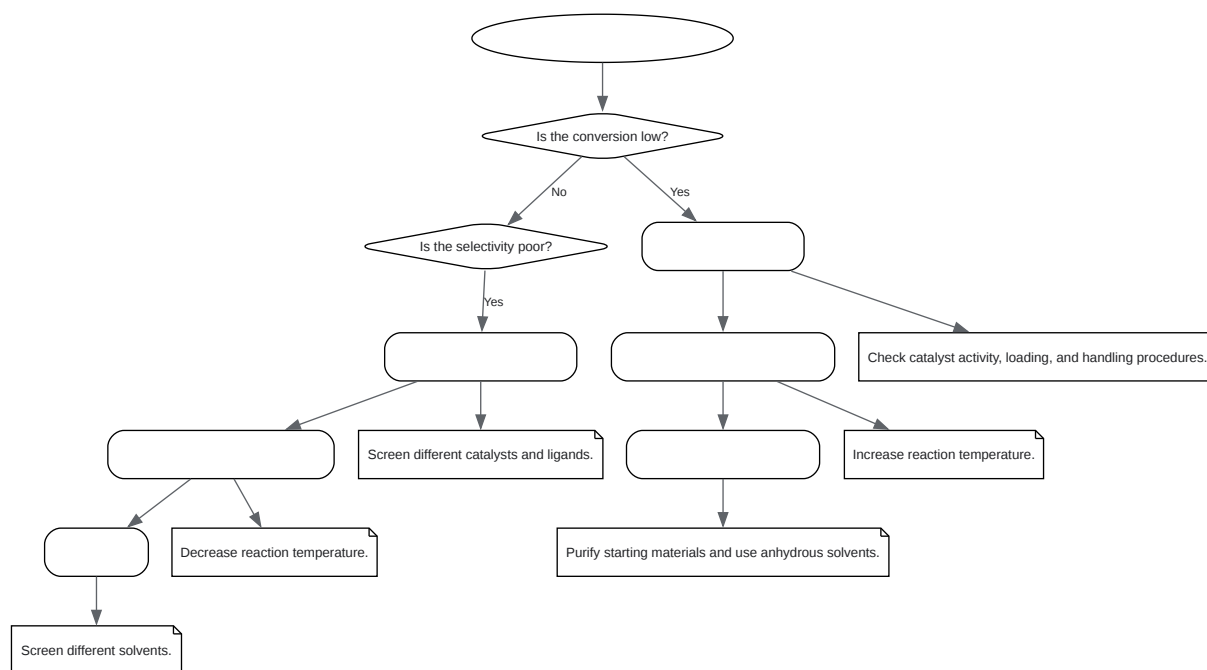 Is the conversion low?
No
Yes
Is the selectivity poor?
Yes
Check catalyst activity, loading, and handling procedures.
Screen different catalysts and ligands.
Increase reaction temperature.
Decrease reaction temperature.
Purify starting materials and use anhydrous solvents.
Screen different solvents.